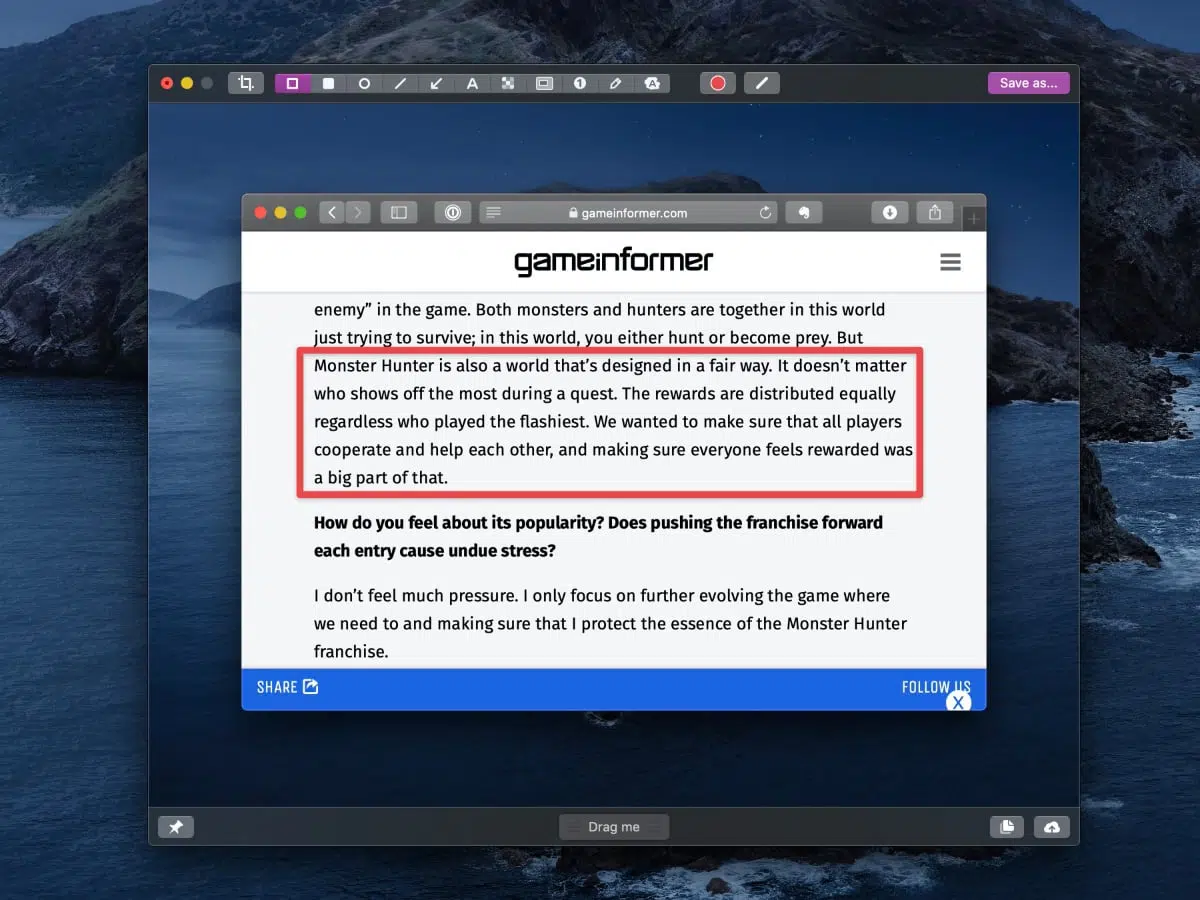 Save as...
gameinformer.com
gameinformer
enemy” in the game. Both monsters and hunters are together in this world
just trying to survive; in this world, you either hunt or become prey. But
Monster Hunter is also a world that’s designed in a fair way. It doesn’t matter
who shows off the most during a quest. The rewards are distributed equally
regardless who played the flashiest. We wanted to make sure that all players
cooperate and help each other, and making sure everyone feels rewarded was
a big part of that.
How do you feel about its popularity? Does pushing the franchise forward
each entry cause undue stress?
I don’t feel much pressure. I only focus on further evolving the game where
we need to and making sure that I protect the essence of the Monster Hunter
franchise.
SHARE
FOLLOW US
X
Drag me